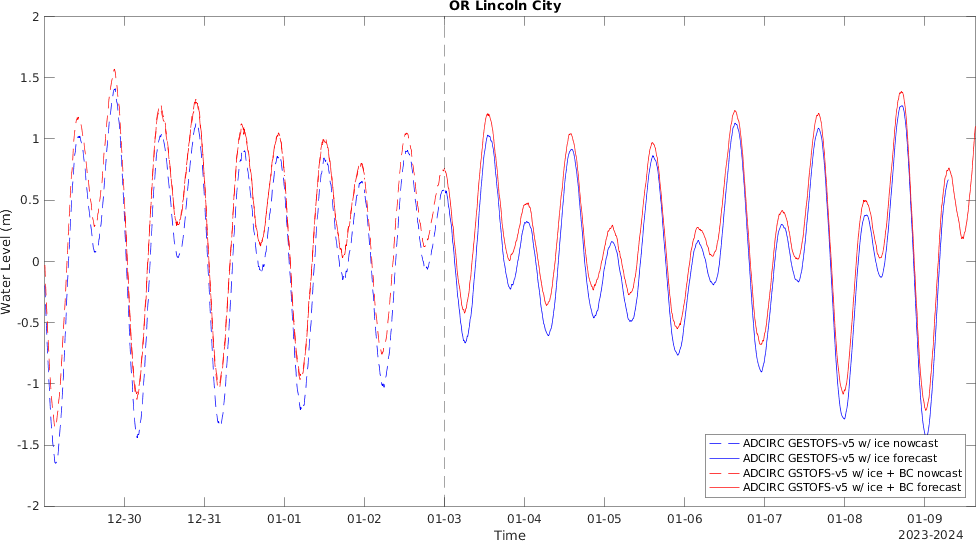 OR Lincoln City
2
1.5
1
0.5
0
-0.5
-1
-1.5
-2
Water Level (m)
12-30 12-31 01-01 01-02 01-03 01-04 01-05 01-06 01-07 01-08 01-09
Time
2023-2024
ADCIRC GESTOFS-v5 w/ ice nowcast
ADCIRC GESTOFS-v5 w/ ice forecast
ADCIRC GSTOFS-v5 w/ ice + BC nowcast
ADCIRC GSTOFS-v5 w/ ice + BC forecast